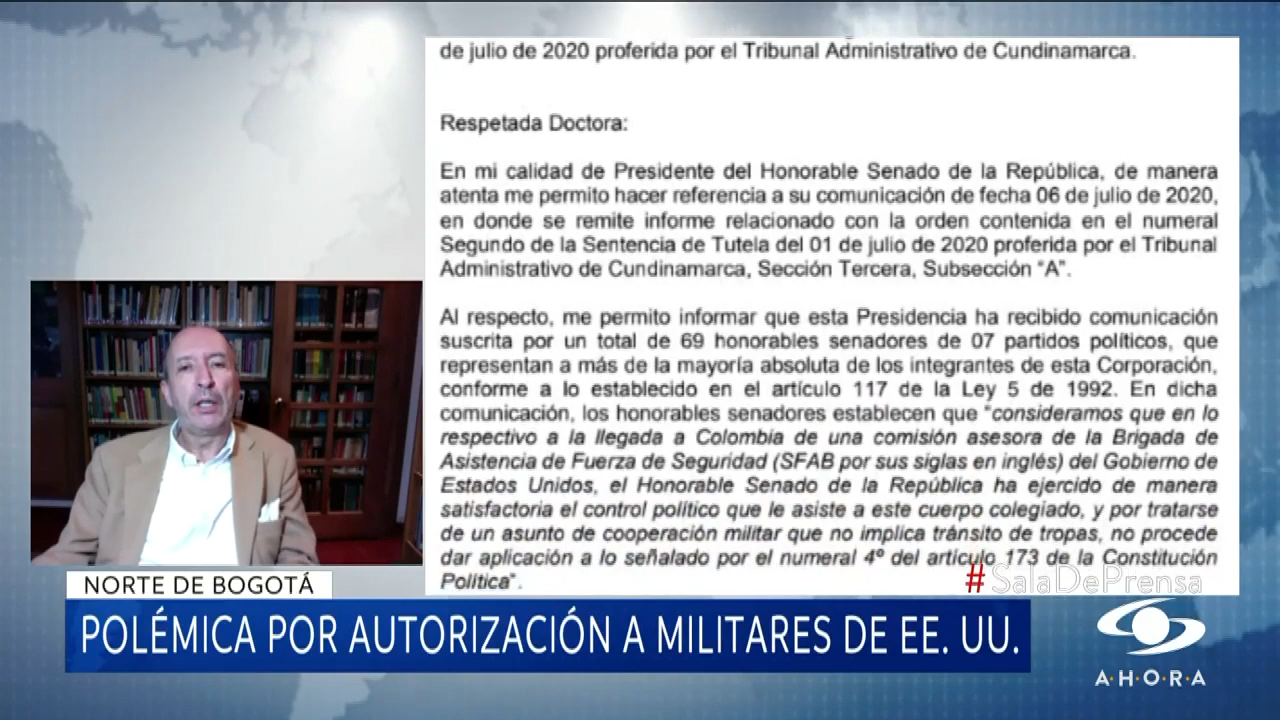 de julio de 2020 proferida por el Tribunal Administrativo de Cundinamarca.
Respetada Doctora:
En mi calidad de Presidente del Honorable Senado de la República, de manera
atenta me permito hacer referencia a su comunicación de fecha 06 de julio de 2020,
en donde se remite informe relacionado con la orden contenida en el numeral
Segundo de la Sentencia de Tutela del 01 de julio de 2020 proferida por el Tribunal
Administrativo de Cundinamarca, Sección Tercera, Subsección "A".
Al respecto, me permito informar que esta Presidencia ha recibido comunicación
suscrita por un total de 69 honorables senadores de 07 partidos políticos, que
representan a más de la mayoría absoluta de los integrantes de esta Corporación,
conforme a lo establecido en el artículo 117 de la Ley 5 de 1992. En dicha
comunicación, los honorables senadores establecen que "consideramos que en lo
respectivo a la llegada a Colombia de una comisión asesora de la Brigada de
Asistencia de Fuerza de Seguridad (SFAB por sus siglas en inglés) del Gobierno de
Estados Unidos, el Honorable Senado de la República ha ejercido de manera
satisfactoria el control político que le asiste a este cuerpo colegiado, y por tratarse
de un asunto de cooperación militar que no implica tránsito de tropas, no procede
dar aplicación a lo señalado por el numeral 4º del artículo 173 de la Constitución
Política".
#SalaDePrensa
NORTE DE BOGOTÁ
POLÉMICA POR AUTORIZACIÓN A MILITARES DE EE. UU.
A·H·O·R·A